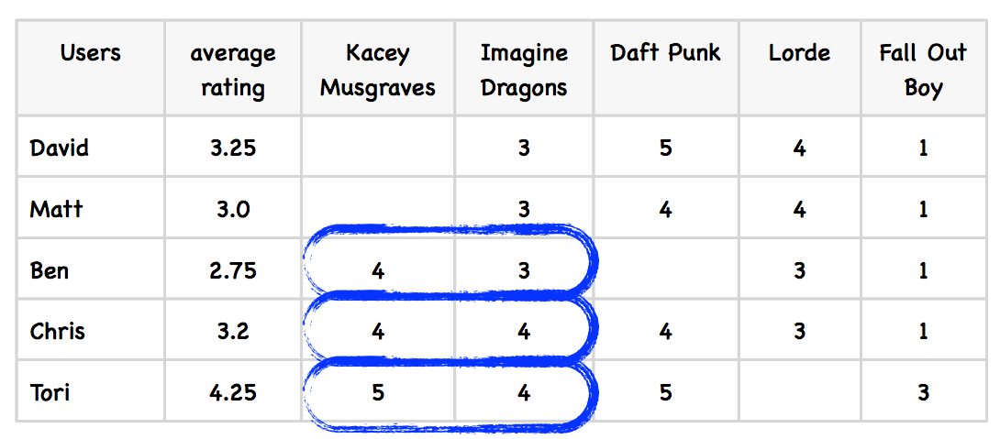 Users average rating Kacey Musgraves Imagine Dragons Daft Punk Lorde Fall Out Boy
David 3.25 3 5 4 1
Matt 3.0 3 4 4 1
Ben 2.75 4 3 3 1
Chris 3.2 4 4 4 3 1
Tori 4.25 5 4 5 3